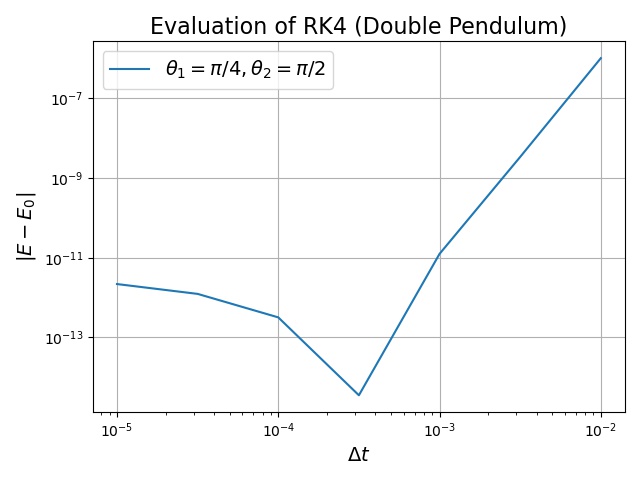 Evaluation of RK4 (Double Pendulum)
θ₁ = π/4, θ₂ = π/2
|E − E₀|
10⁻⁷
10⁻⁹
10⁻¹¹
10⁻¹³
10⁻⁵ 10⁻⁴ 10⁻³ 10⁻²
Δt